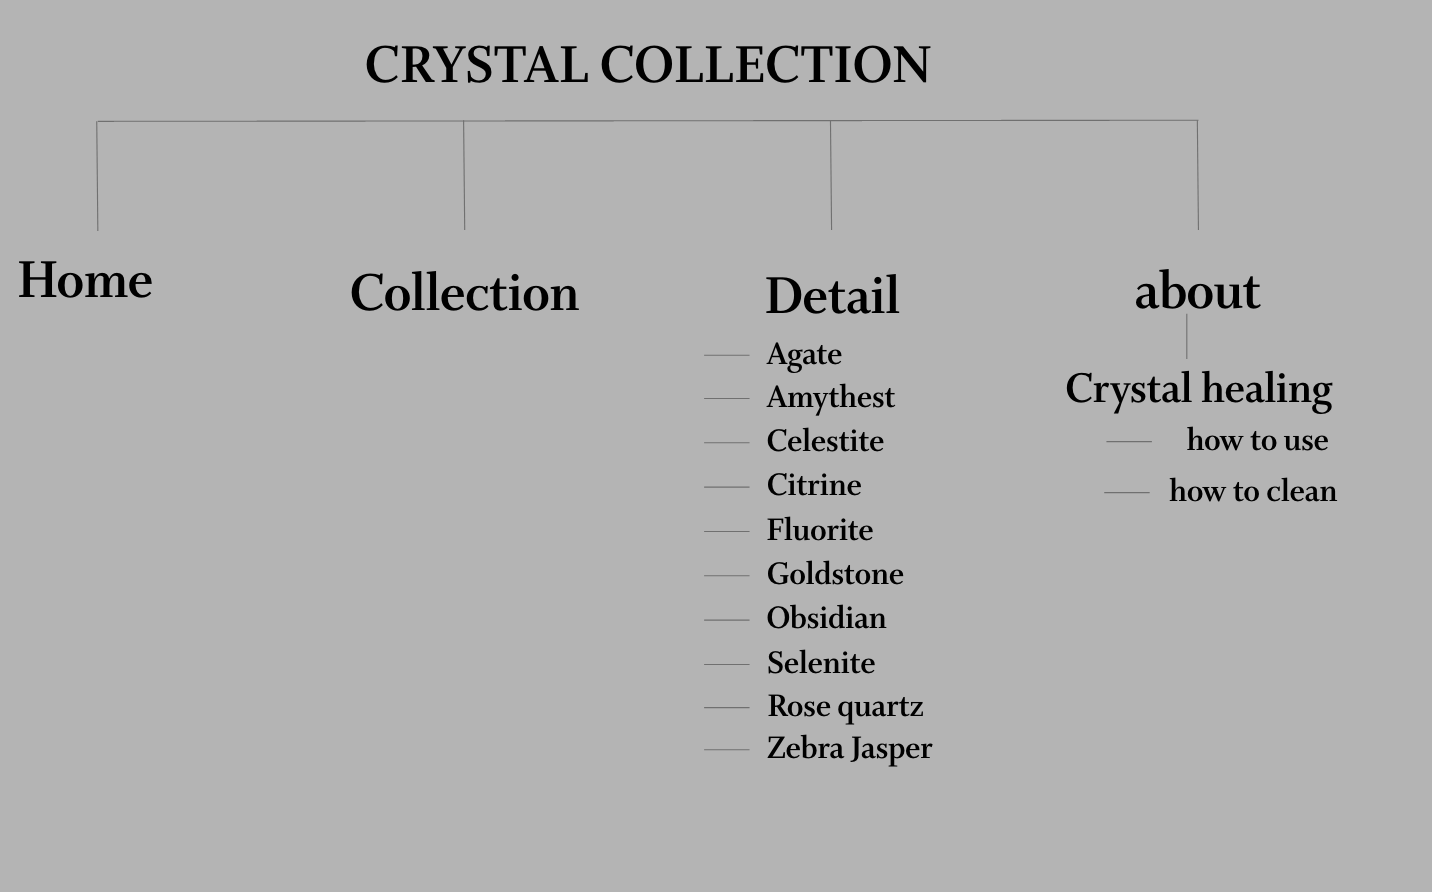 CRYSTAL COLLECTION
Home
Collection
Detail
Agate
Amythest
Celestite
Citrine
Fluorite
Goldstone
Obsidian
Selenite
Rose quartz
Zebra Jasper
about
Crystal healing
how to use
how to clean